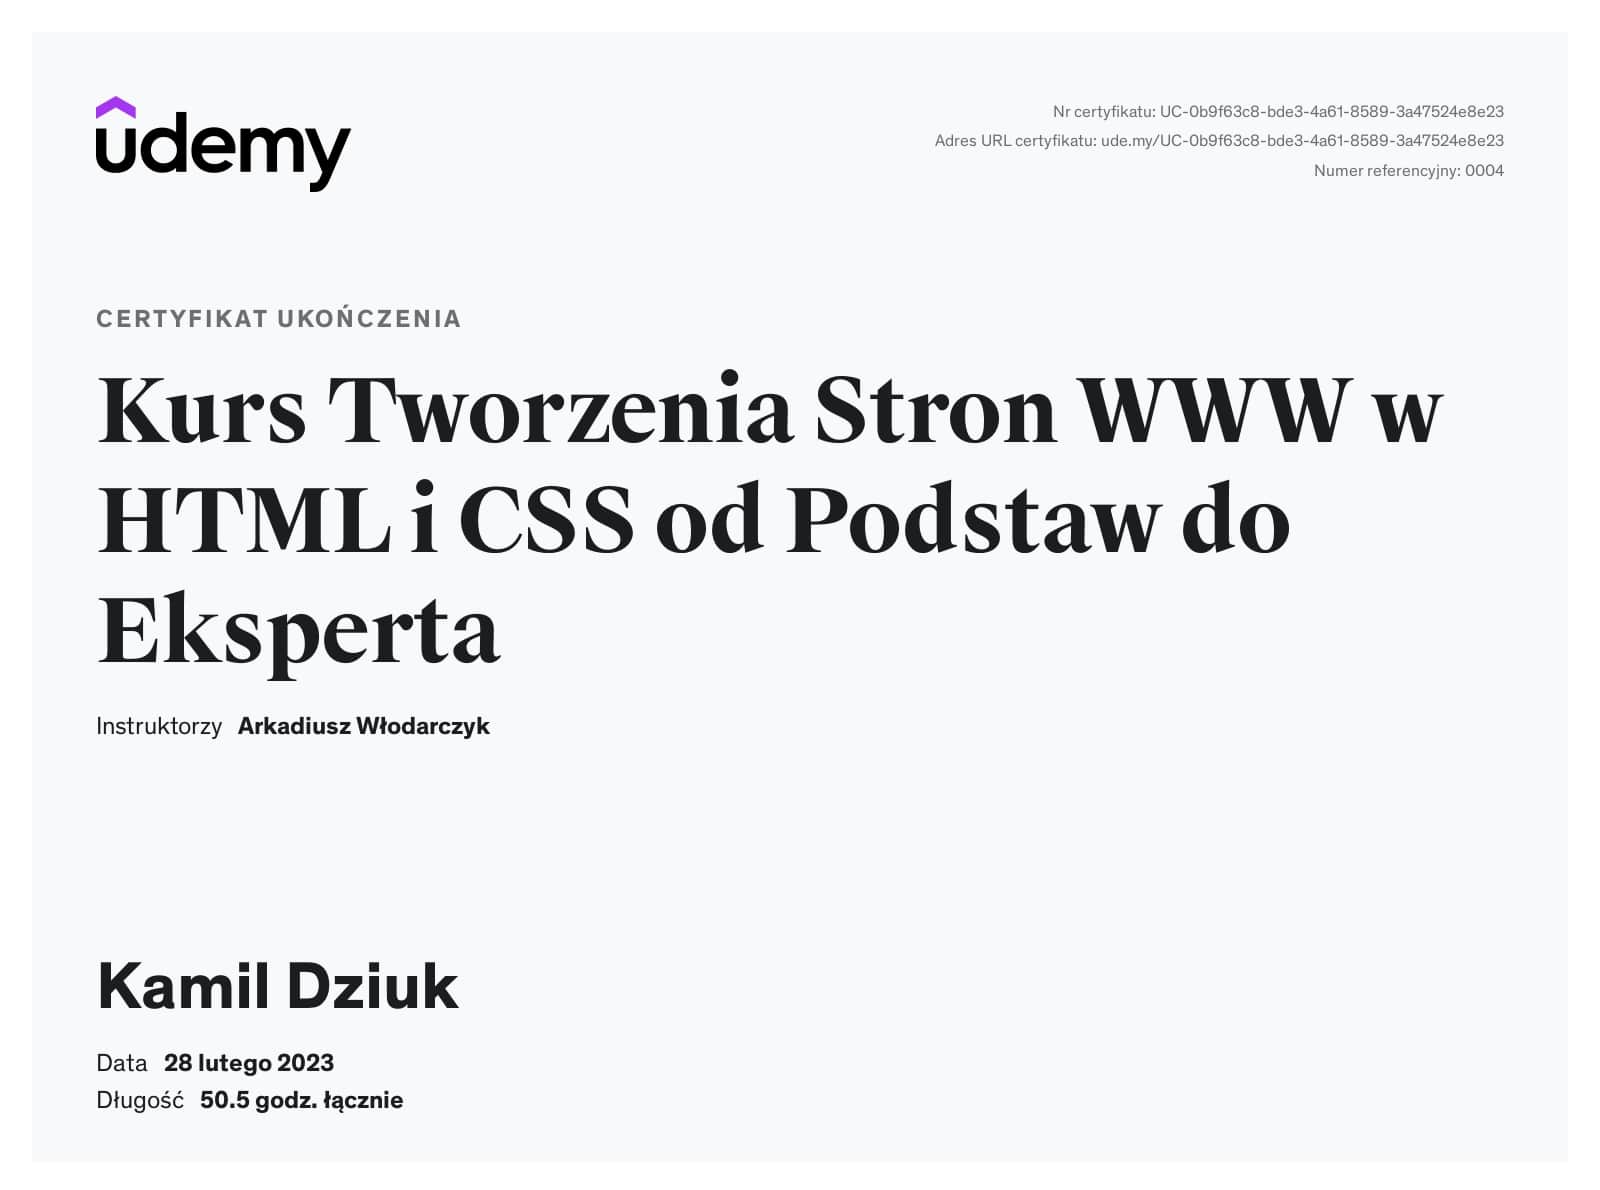 udemy
Nr certyfikatu: UC-0b9f63c8-bde3-4a61-8589-3a47524e8e23
Adres URL certyfikatu: ude.my/UC-0b9f63c8-bde3-4a61-8589-3a47524e8e23
Numer referencyjny: 0004
CERTYFIKAT UKOŃCZENIA
Kurs Tworzenia Stron WWW w
HTML i CSS od Podstaw do
Eksperta
Instruktorzy Arkadiusz Włodarczyk
Kamil Dziuk
Data 28 lutego 2023
Długość 50.5 godz. łącznie